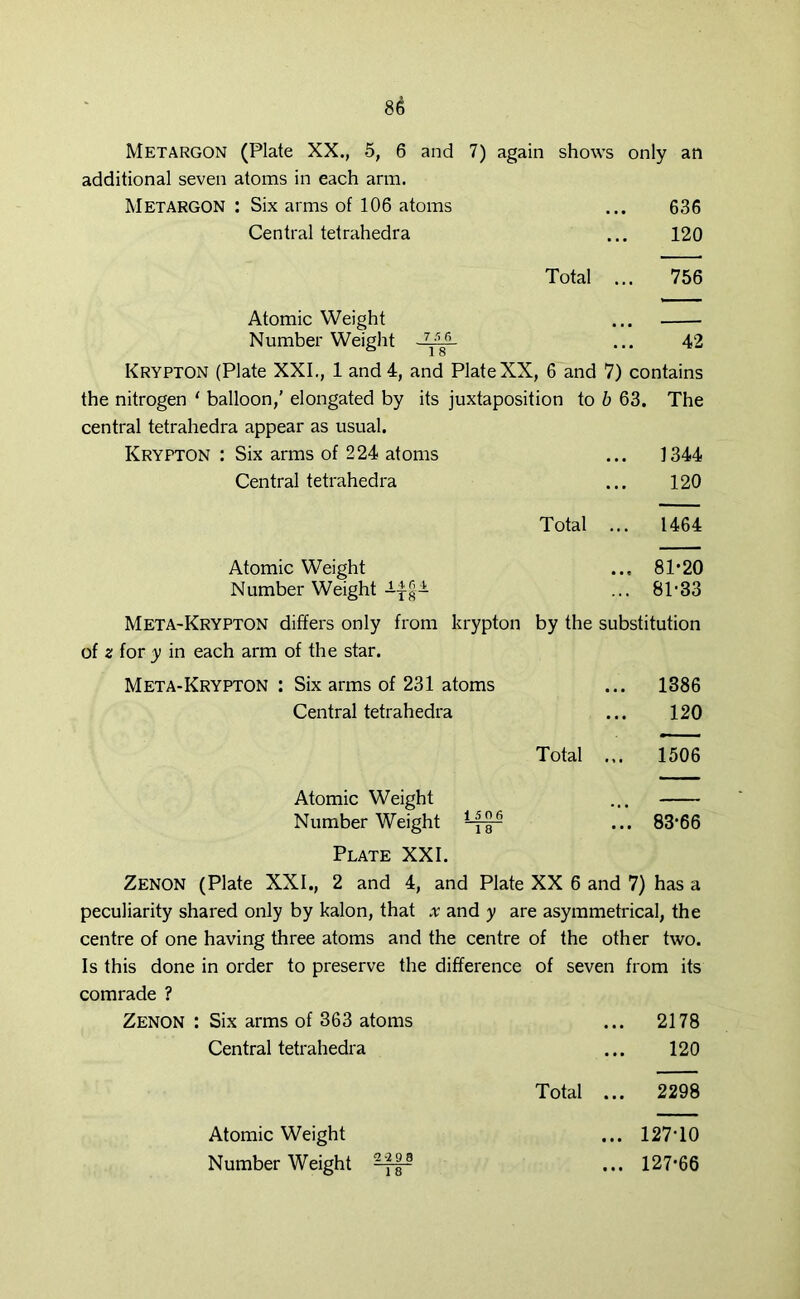 86
METARGON (Plate XX., 5, 6 and 7) again shows only an
additional seven atoms in each arm.
METARGON : Six arms of 106 atoms ... 636
Central tetrahedra ... 120
Total ... 756
Atomic Weight ... ——
Number Weight 756/18 ... 42
KRYPTON (Plate XXI., 1 and 4, and Plate XX, 6 and 7) contains
the nitrogen ‘ balloon,’ elongated by its juxtaposition to b 63. The
central tetrahedra appear as usual.
KRYPTON : Six arms of 224 atoms ... 1344
Central tetrahedra ... 120
Total ... 1464
Atomic Weight ... 81·20
Number Weight 1464/18 ... 81·33
META-KRYPTON differs only from krypton by the substitution
of z for y in each arm of the star.
META-KRYPTON : Six arms of 231 atoms ... 1386
Central tetrahedra ... 120
Total ... 1506
Atomic Weight ... ——
Number Weight 1506/18 ... 83·66
PLATE XXI.
ZENON (Plate XXI., 2 and 4, and Plate XX 6 and 7) has a
peculiarity shared only by kalon, that x and y are asymmetrical, the
centre of one having three atoms and the centre of the other two.
Is this done in order to preserve the difference of seven from its
comrade ?
ZENON : Six arms of 363 atoms ... 2178
Central tetrahedra ... 120
Total ... 2298
Atomic Weight ... 127·10
Number Weight 2298/18 ... 127·66